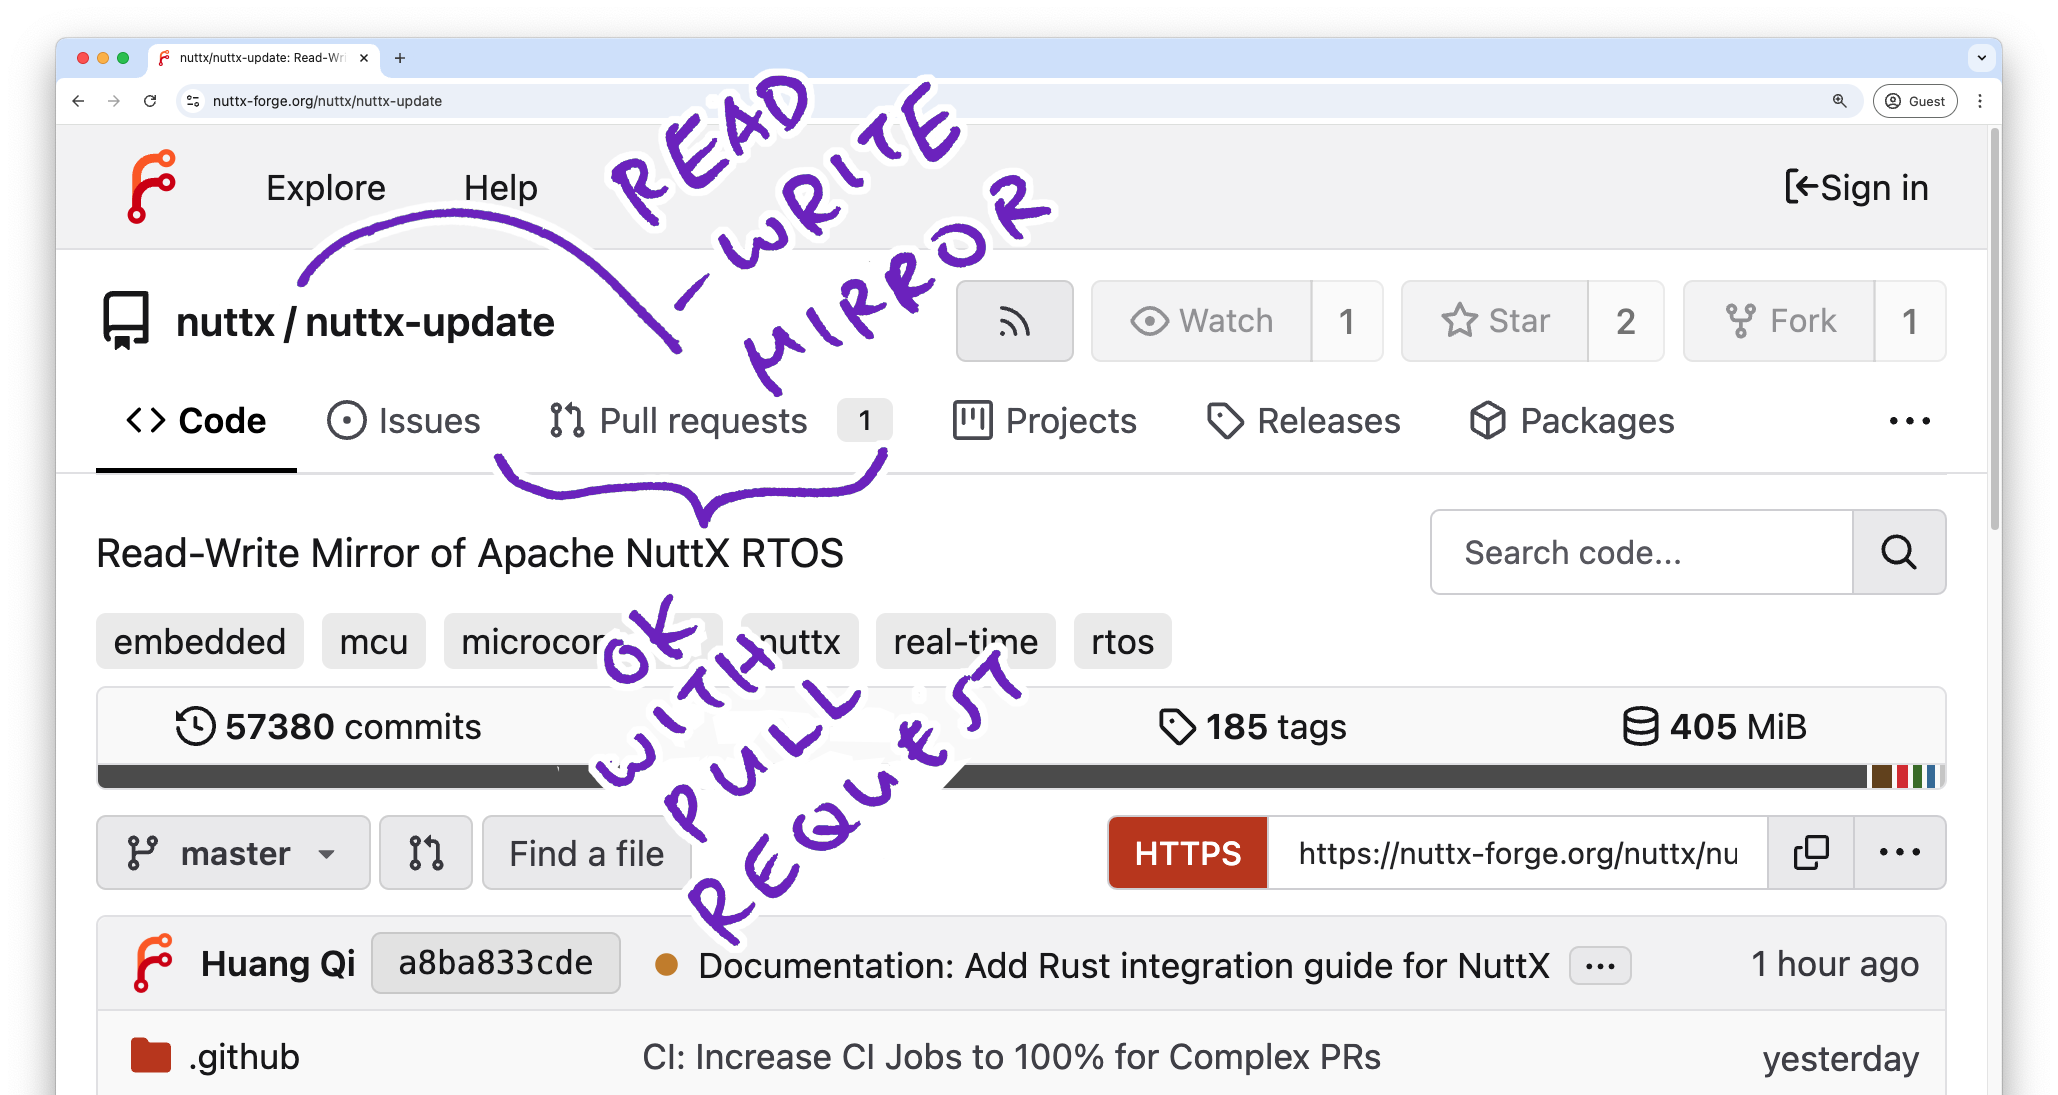 nuttx/nuttx-update: Read-Wri
nuttx-forge.org/nuttx/nuttx-update
Guest
Explore Help Sign in
READ
-WRITE
MIRROR
nuttx / nuttx-update
Watch 1 Star 2 Fork 1
Code Issues Pull requests 1 Projects Releases Packages
Read-Write Mirror of Apache NuttX RTOS
Search code...
embedded mcu microcon nuttx real-time rtos
OK
WITH
PULL
REQUEST
57380 commits 185 tags 405 MiB
master Find a file HTTPS https://nuttx-forge.org/nuttx/nu
Huang Qi a8ba833cde Documentation: Add Rust integration guide for NuttX ... 1 hour ago
.github CI: Increase CI Jobs to 100% for Complex PRs yesterday